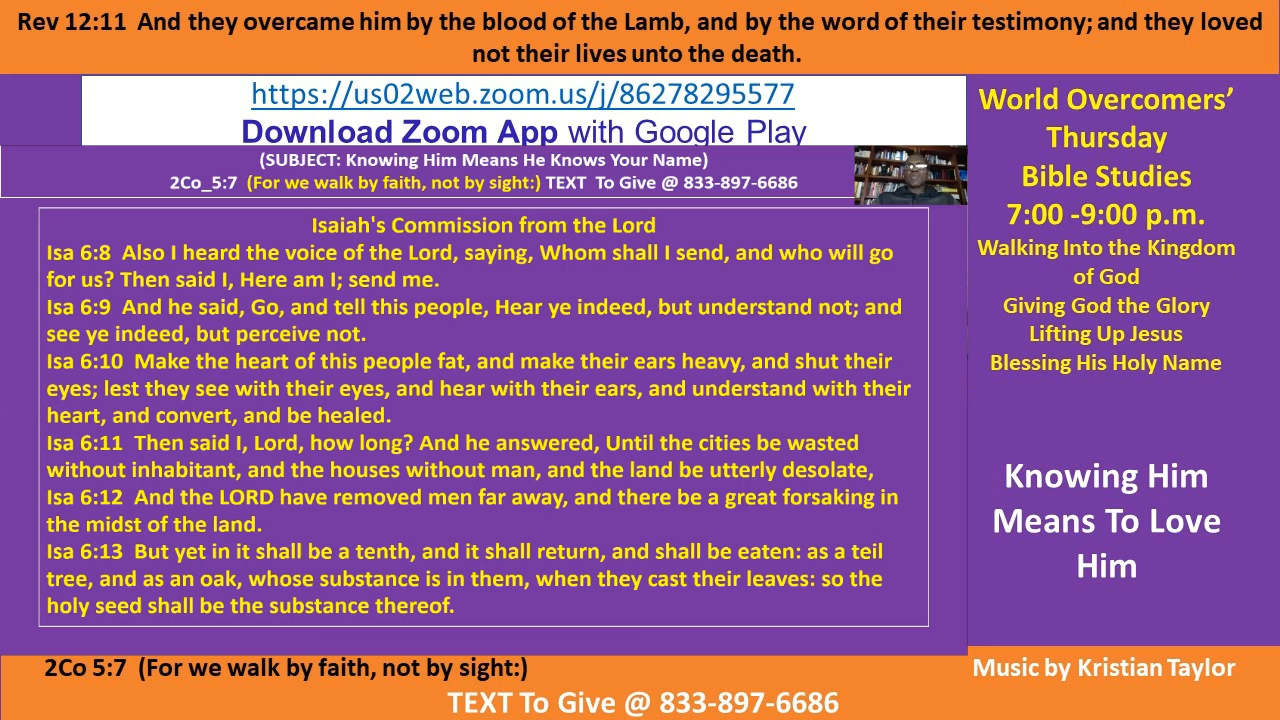 Rev 12:11  And they overcame him by the blood of the Lamb, and by the word of their testimony; and they loved
not their lives unto the death.
https://us02web.zoom.us/j/86278295577
Download Zoom App with Google Play
(SUBJECT: Knowing Him Means He Knows Your Name)
2Co_5:7  (For we walk by faith, not by sight:) TEXT  To Give @ 833-897-6686
Isaiah's Commission from the Lord
Isa 6:8  Also I heard the voice of the Lord, saying, Whom shall I send, and who will go
for us? Then said I, Here am I; send me.
Isa 6:9  And he said, Go, and tell this people, Hear ye indeed, but understand not; and
see ye indeed, but perceive not.
Isa 6:10  Make the heart of this people fat, and make their ears heavy, and shut their
eyes; lest they see with their eyes, and hear with their ears, and understand with their
heart, and convert, and be healed.
Isa 6:11  Then said I, Lord, how long? And he answered, Until the cities be wasted
without inhabitant, and the houses without man, and the land be utterly desolate,
Isa 6:12  And the LORD have removed men far away, and there be a great forsaking in
the midst of the land.
Isa 6:13  But yet in it shall be a tenth, and it shall return, and shall be eaten: as a teil
tree, and as an oak, whose substance is in them, when they cast their leaves: so the
holy seed shall be the substance thereof.
World Overcomers'
Thursday
Bible Studies
7:00 -9:00 p.m.
Walking Into the Kingdom
of God
Giving God the Glory
Lifting Up Jesus
Blessing His Holy Name
Knowing Him
Means To Love
Him
2Co 5:7  (For we walk by faith, not by sight:)
Music by Kristian Taylor
TEXT To Give @ 833-897-6686